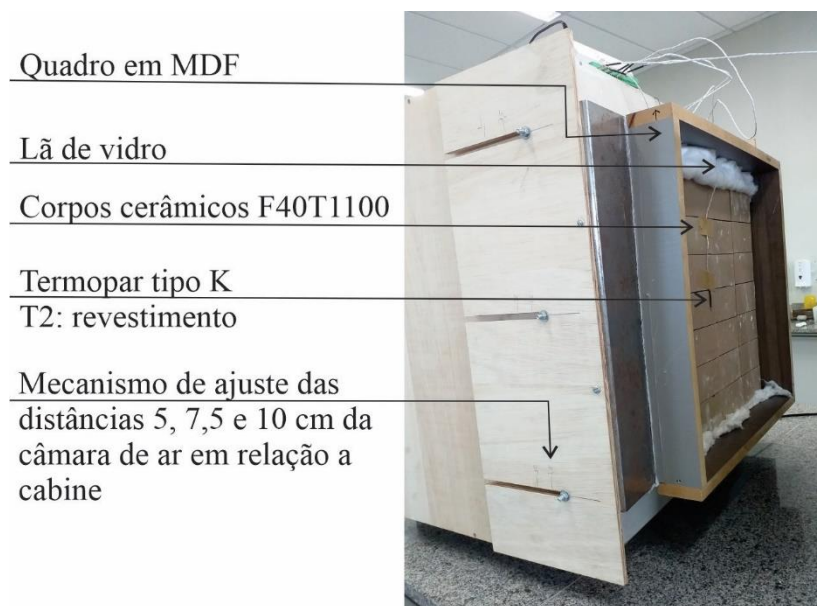 Quadro em MDF
Lã de vidro
Corpos cerâmicos F40T1100
Termopar tipo K
T2: revestimento
Mecanismo de ajuste das
distâncias 5, 7,5 e 10 cm da
câmara de ar em relação a
cabine